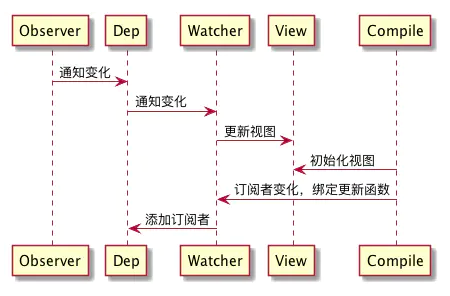 Observer
Dep
Watcher
View
Compile
通知变化
通知变化
更新视图
初始化视图
订阅者变化，绑定更新函数
添加订阅者
Observer
Dep
Watcher
View
Compile